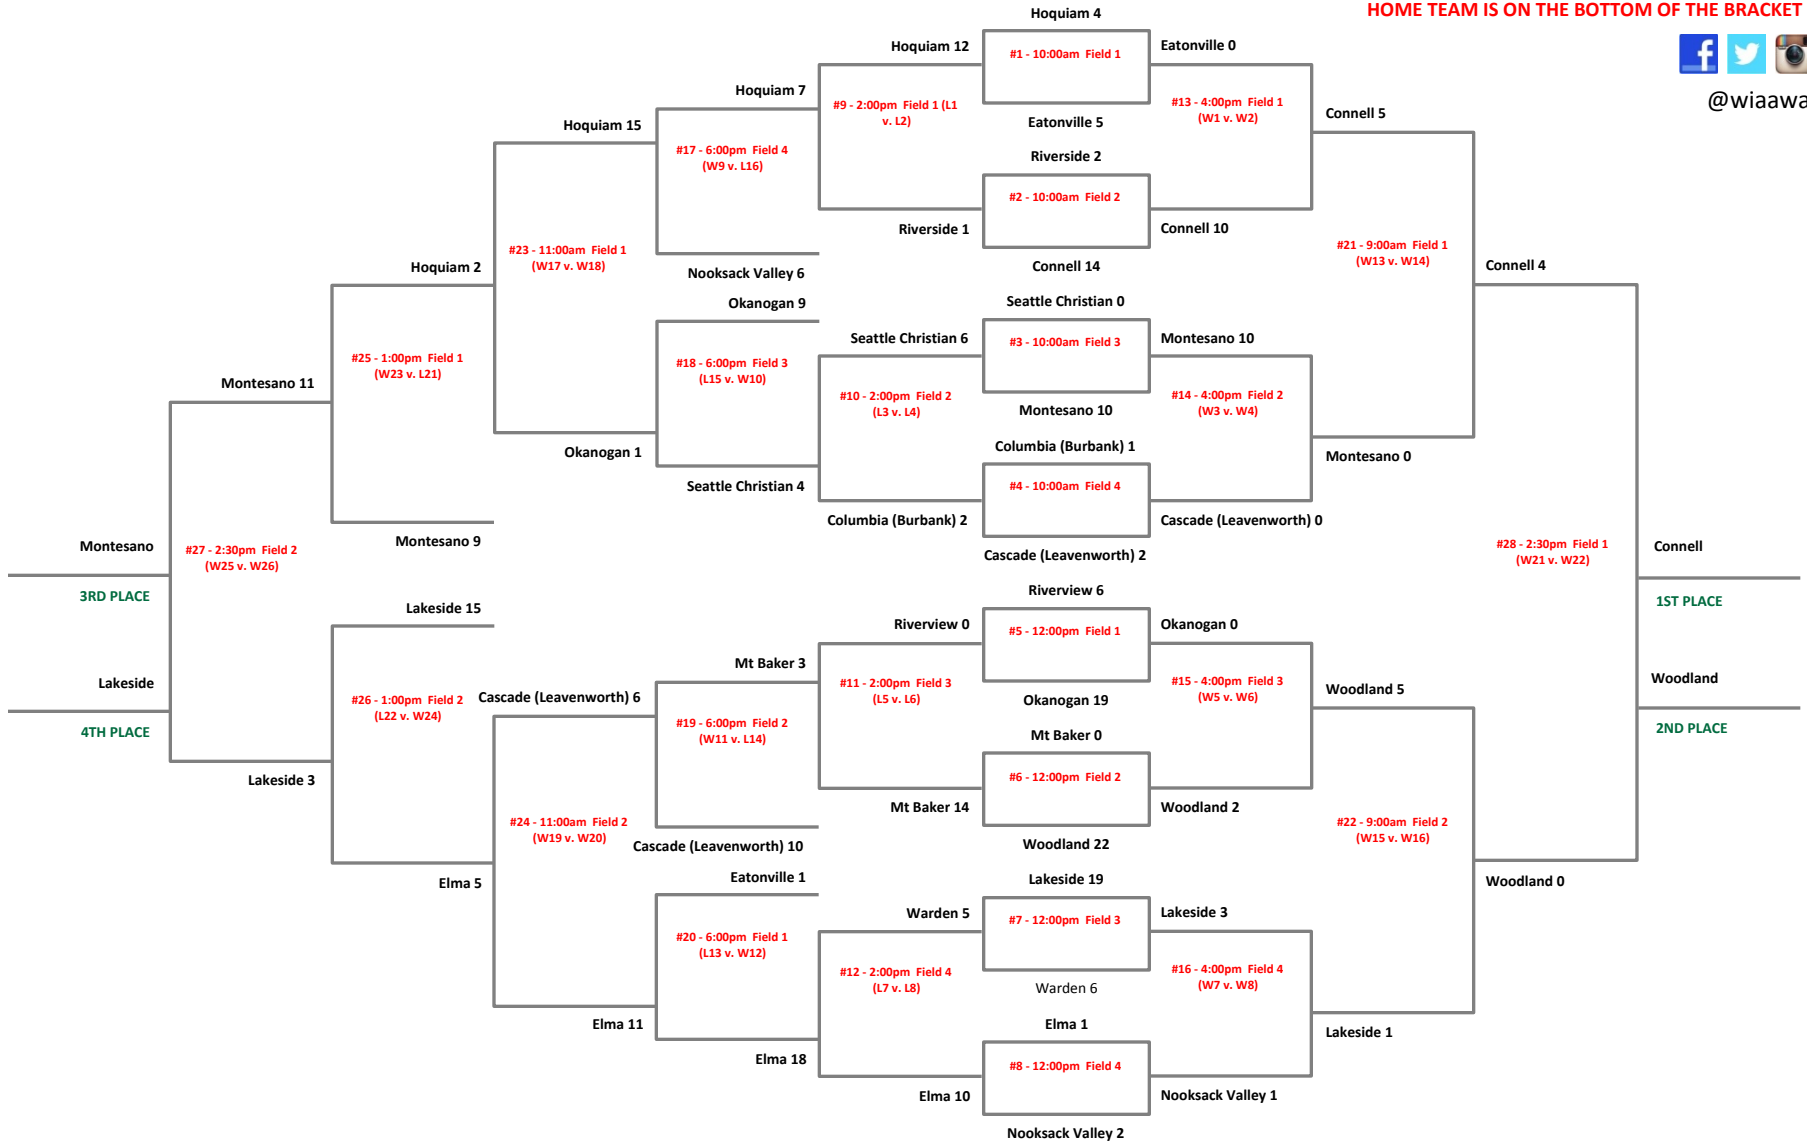 HOME TEAM IS ON THE BOTTOM OF THE BRACKET
@wiaawa
Hoquiam 4
#1 - 10:00am Field 1
Eatonville 5
Riverside 2
#2 - 10:00am Field 2
Connell 14
Seattle Christian 0
#3 - 10:00am Field 3
Montesano 10
Columbia (Burbank) 1
#4 - 10:00am Field 4
Cascade (Leavenworth) 2
Riverview 6
#5 - 12:00pm Field 1
Okanogan 19
Mt Baker 0
#6 - 12:00pm Field 2
Woodland 22
Lakeside 19
#7 - 12:00pm Field 3
Warden 6
Elma 1
#8 - 12:00pm Field 4
Nooksack Valley 2
Hoquiam 12
#9 - 2:00pm Field 1 (L1
v. L2)
Riverside 1
Seattle Christian 6
#10 - 2:00pm Field 2
(L3 v. L4)
Columbia (Burbank) 2
Riverview 0
#11 - 2:00pm Field 3
(L5 v. L6)
Mt Baker 14
Warden 5
#12 - 2:00pm Field 4
(L7 v. L8)
Elma 10
Eatonville 0
#13 - 4:00pm Field 1
(W1 v. W2)
Connell 10
Montesano 10
#14 - 4:00pm Field 2
(W3 v. W4)
Cascade (Leavenworth) 0
Okanogan 0
#15 - 4:00pm Field 3
(W5 v. W6)
Woodland 2
Lakeside 3
#16 - 4:00pm Field 4
(W7 v. W8)
Nooksack Valley 1
Hoquiam 7
#17 - 6:00pm Field 4
(W9 v. L16)
Nooksack Valley 6
Okanogan 9
#18 - 6:00pm Field 3
(L15 v. W10)
Seattle Christian 4
Mt Baker 3
#19 - 6:00pm Field 2
(W11 v. L14)
Cascade (Leavenworth) 10
Eatonville 1
#20 - 6:00pm Field 1
(L13 v. W12)
Elma 18
Connell 5
#21 - 9:00am Field 1
(W13 v. W14)
Montesano 0
Woodland 5
#22 - 9:00am Field 2
(W15 v. W16)
Lakeside 1
Hoquiam 15
#23 - 11:00am Field 1
(W17 v. W18)
Okanogan 1
Cascade (Leavenworth) 6
#24 - 11:00am Field 2
(W19 v. W20)
Elma 11
Hoquiam 2
#25 - 1:00pm Field 1
(W23 v. L21)
Montesano 9
Lakeside 15
#26 - 1:00pm Field 2
(L22 v. W24)
Elma 5
Montesano 11
#27 - 2:30pm Field 2
(W25 v. W26)
Lakeside 3
Connell 4
#28 - 2:30pm Field 1
(W21 v. W22)
Woodland 0
Montesano
3RD PLACE
Lakeside
4TH PLACE
Connell
1ST PLACE
Woodland
2ND PLACE